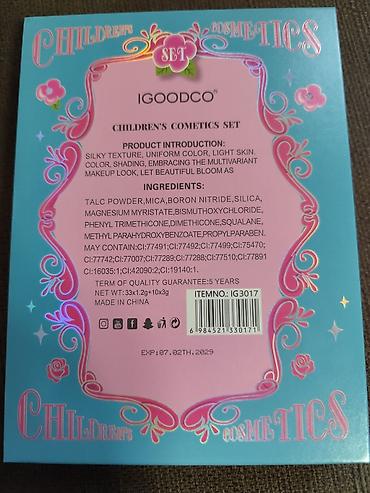 CHILDREN'S COSMETICS
SET
IGOODCO®
CHILDREN'S COMETICS SET
PRODUCT INTRODUCTION:
SILKY TEXTURE, UNIFORM COLOR, LIGHT SKIN.
COLOR, SHADING, EMBRACING THE MULTIVARIANT
MAKEUP LOOK, LET BEAUTIFUL BLOOM AS
INGREDIENTS:
TALC POWDER,MICA,BORON NITRIDE,SILICA,
MAGNESIUM MYRISTATE,BISMUTHOXYCHLORIDE,
PHENYL TRIMETHICONE,DIMETHICONE,SQUALANE,
METHYL PARAHYDROXYBENZOATE,PROPYLPARABEN.
MAY CONTAIN:CI:77491;CI:77492;CI:77499;CI:75470;
CI:77742;CI:77007;CI:77289;CI:77288;CI:77510;CI:77891
CI:16035:1;CI:42090:2;CI:19140:1.
TERM OF QUALITY GUARANTEE:5 YEARS
NET WT:33x1.2g+10x3g
MADE IN CHINA
ITEMNO.: IG3017
6 984521 330171
EXP:07.02TH.2029
CHILDREN'S COSMETICS